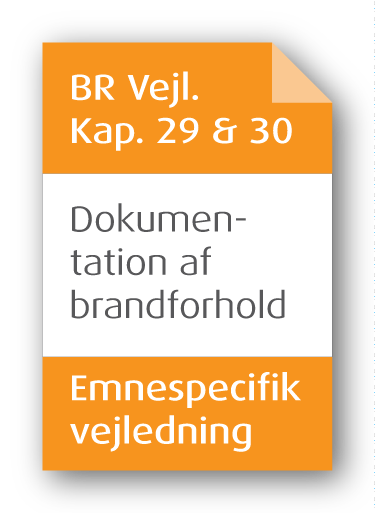 BR Vejl.
Kap. 29 & 30
Dokumen-
tation af
brandforhold
Emnespecifik
vejledning